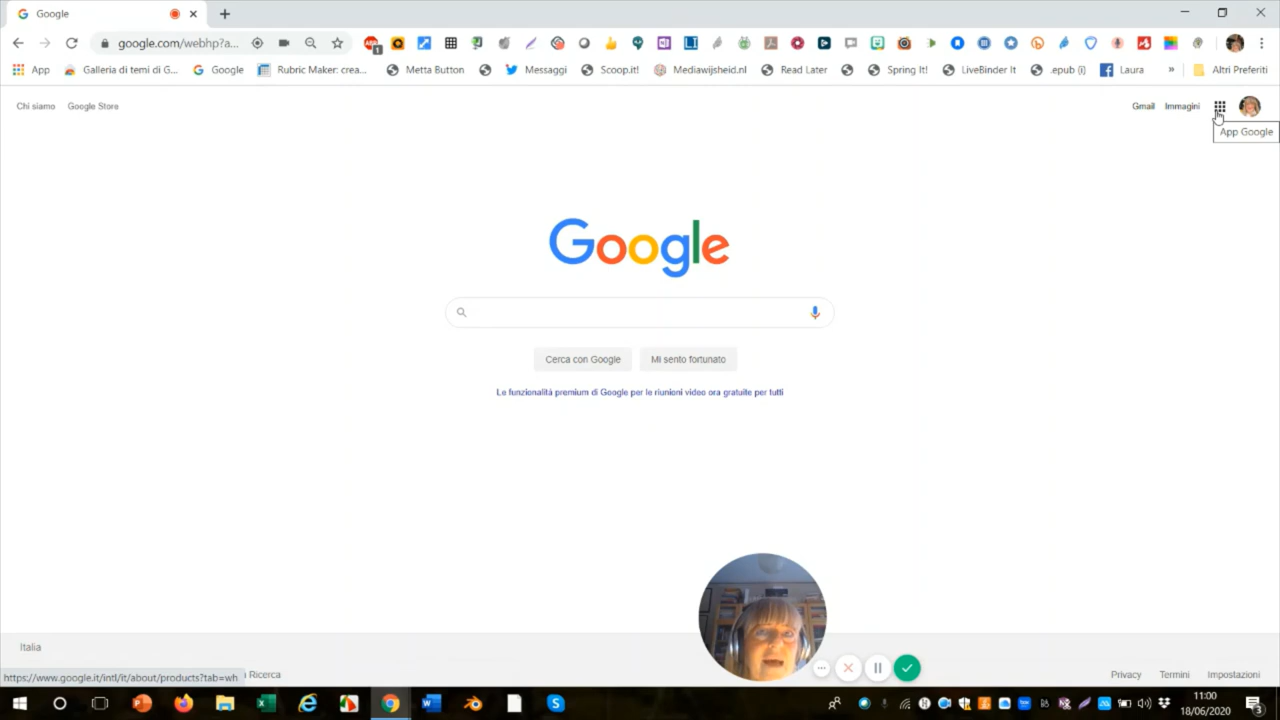 Google
google.com/webhp?a...
1
App
Galleria di temi di G...
Google
Rubric Maker: crea...
Metta Button
Messaggi
Scoop.it!
Mediawijsheid.nl
Read Later
Spring It!
LiveBinder It
.epub (i)
Laura
»
Altri Preferiti
Chi siamo
Google Store
Gmail
Immagini
App Google
Google
Cerca con Google
Mi sento fortunato
Le funzionalità premium di Google per le riunioni video ora gratuite per tutti
Italia
https://www.google.it/intl/it/about/products?tab=wh
Ricerca
Privacy
Termini
Impostazioni
11:00
18/06/2020
3